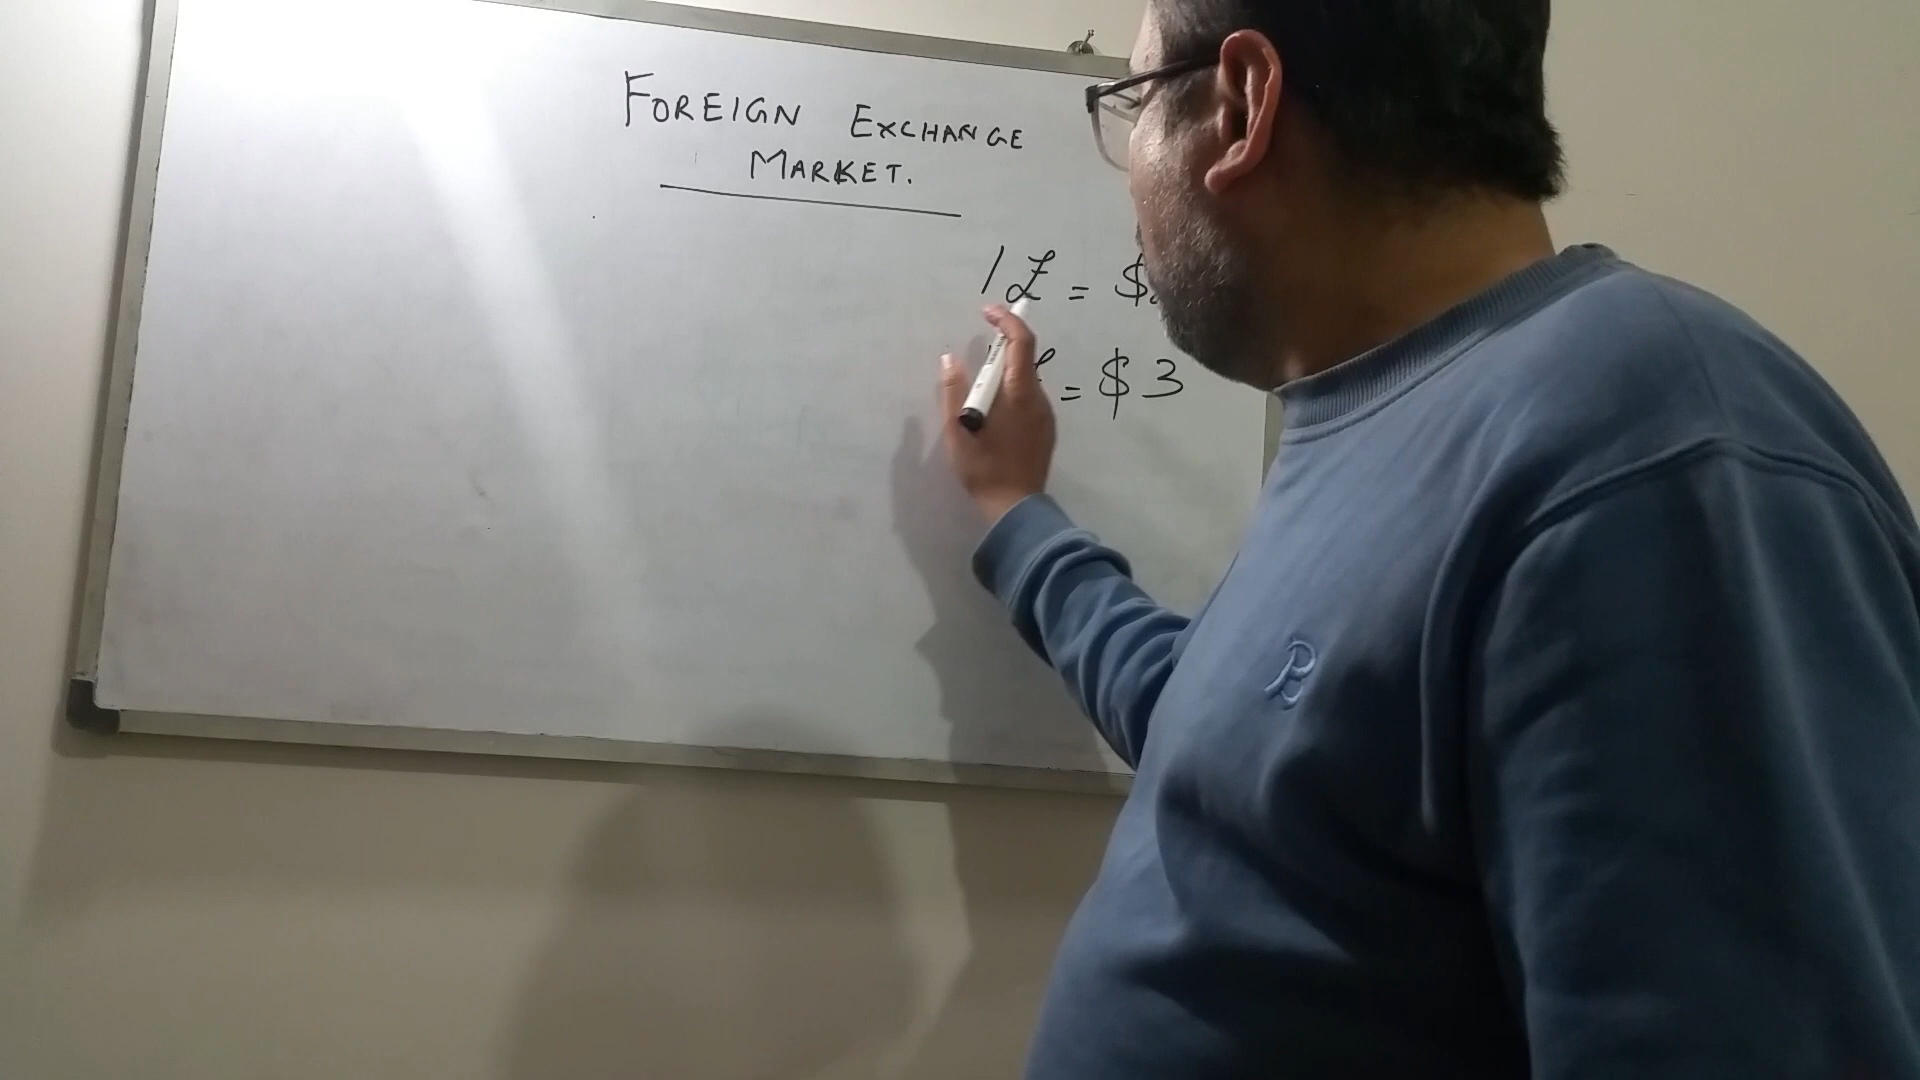 FOREIGN EXCHANGE
MARKET.
1£ = $
= $3